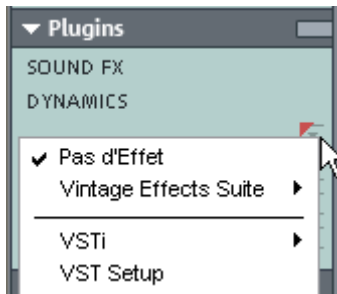 Plugins
SOUND FX
DYNAMICS
Pas d'Effet
Vintage Effects Suite
VSTi
VST Setup